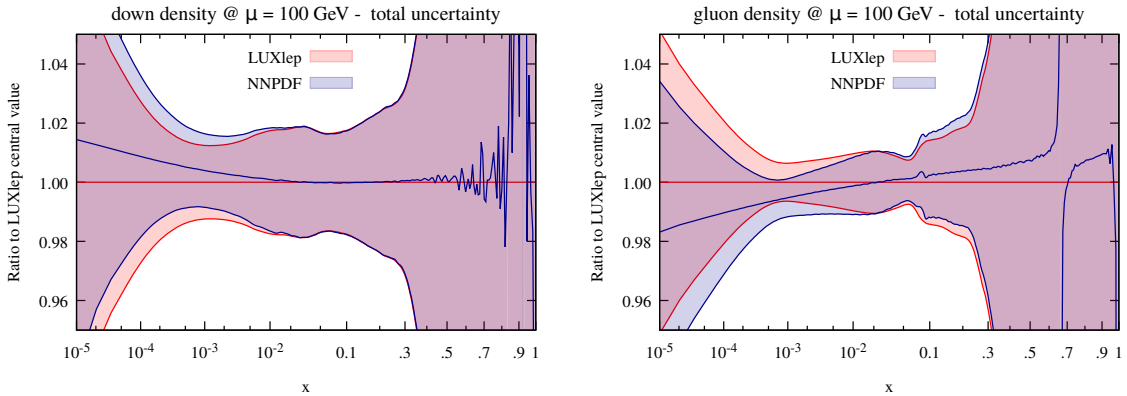 down density @ μ = 100 GeV - total uncertainty
Ratio to LUXlep central value
1.04
1.02
1.00
0.98
0.96
LUXlep
NNPDF
10-5 10-4 10-3 10-2 0.1 .3 .5 .7 .9 1
x
gluon density @ μ = 100 GeV - total uncertainty
Ratio to LUXlep central value
1.04
1.02
1.00
0.98
0.96
LUXlep
NNPDF
10-5 10-4 10-3 10-2 0.1 .3 .5 .7 .9 1
x